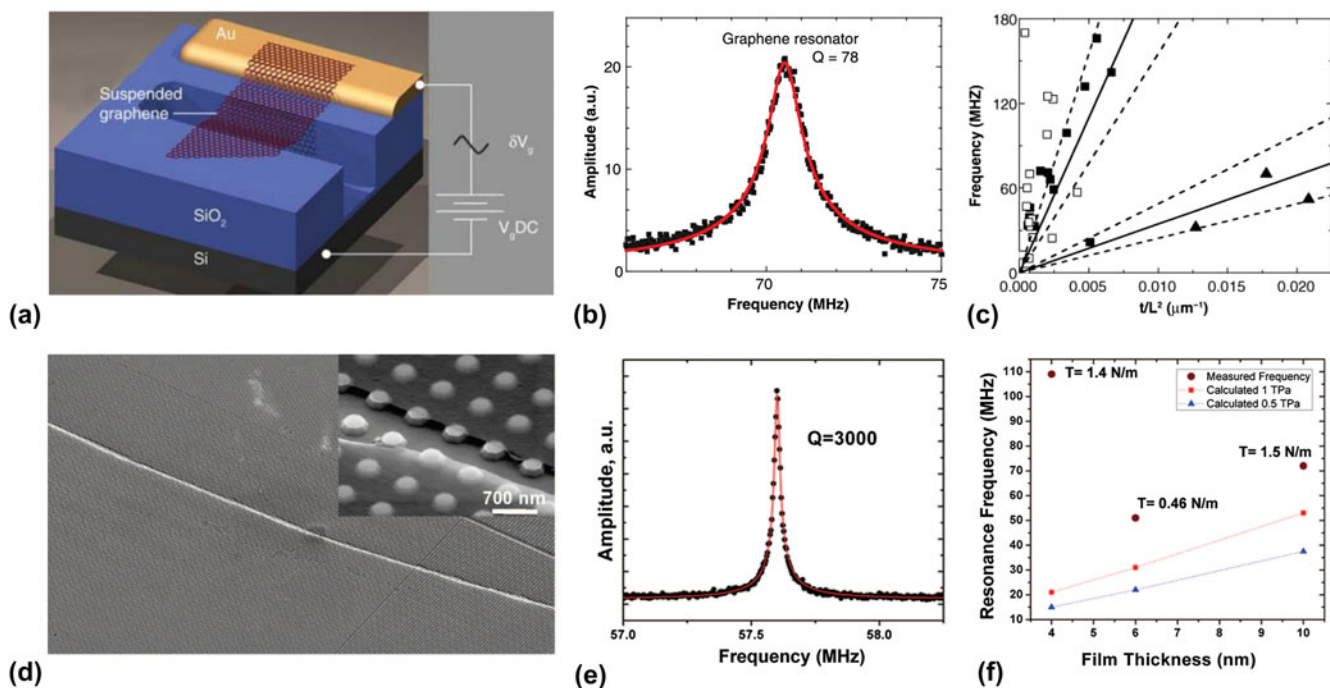 Au
Suspended
graphene
SiO2
Si
δVg
VgDC
(a)
Graphene resonator
Q = 78
Amplitude (a.u.)
20
10
0
70
75
Frequency (MHz)
(b)
Frequency (MHZ)
180
120
60
0
0.000
0.005
0.010
0.015
0.020
t/L² (μm⁻¹)
(c)
700 nm
(d)
Q=3000
Amplitude, a.u.
57.0
57.5
58.0
Frequency (MHz)
(e)
Resonance Frequency (MHz)
110
100
90
80
70
60
50
40
30
20
10
T= 1.4 N/m
Measured Frequency
Calculated 1 TPa
Calculated 0.5 TPa
T= 1.5 N/m
T= 0.46 N/m
4
5
6
7
8
9
10
Film Thickness (nm)
(f)